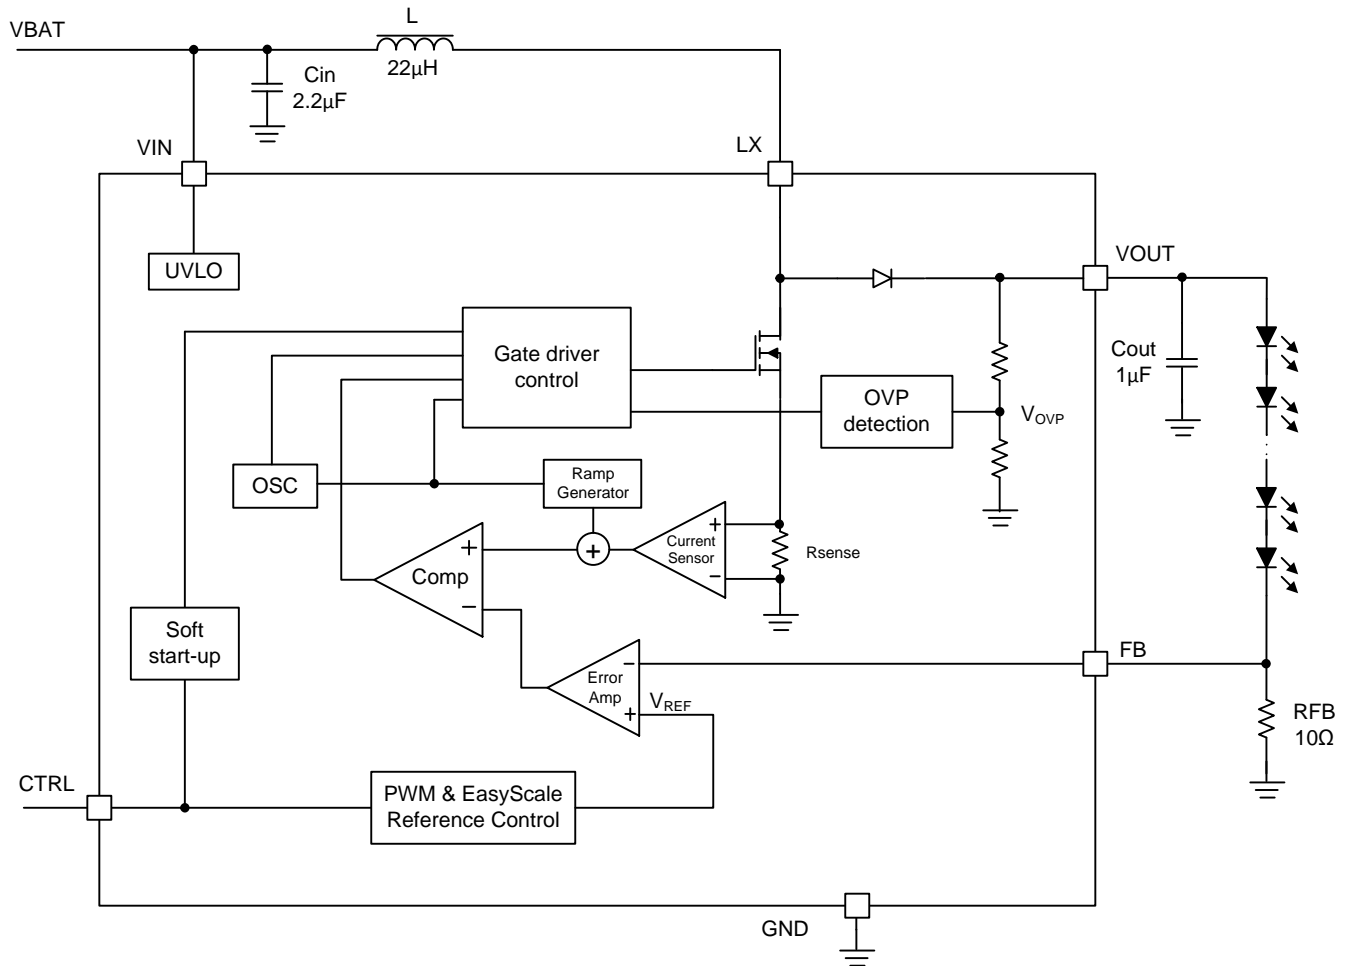 VBAT
L
22µH
Cin
2.2µF
VIN
LX
UVLO
VOUT
Gate driver
control
Cout
1µF
OVP
detection
VOVP
OSC
Ramp
Generator
+
Current
Sensor
+
−
Rsense
Comp
+
−
Soft
start-up
Error
Amp
−
+
VREF
FB
RFB
10Ω
CTRL
PWM & EasyScale
Reference Control
GND